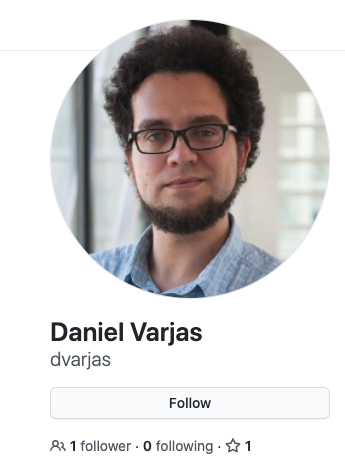 Daniel Varjas
dvarjas
Follow
1 follower · 0 following · 1